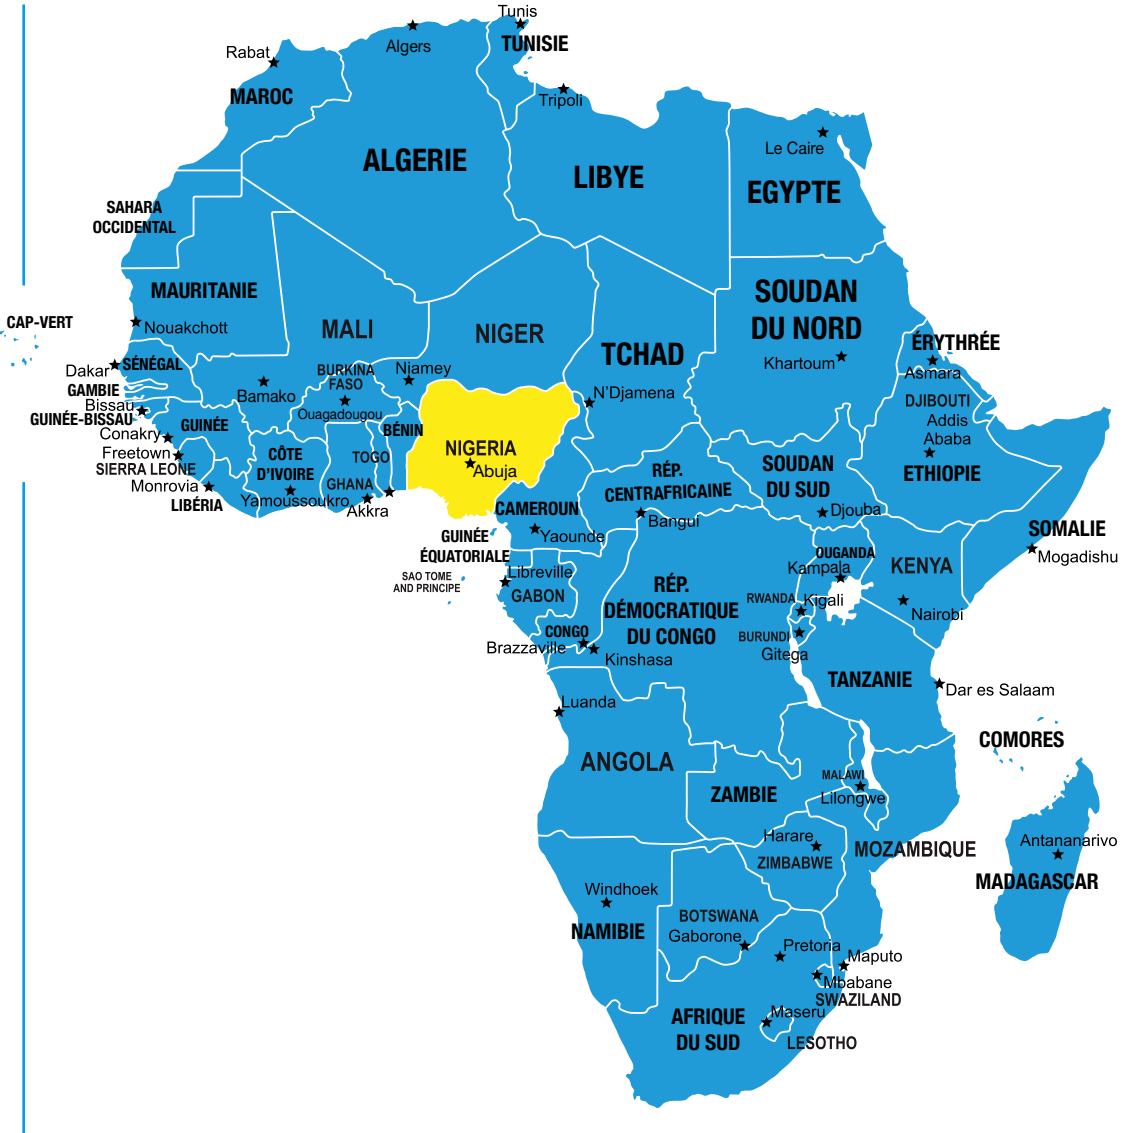 Tunis
TUNISIE
Algers
Rabat
MAROC
Tripoli
ALGERIE
LIBYE
Le Caire
EGYPTE
SAHARA
OCCIDENTAL
MAURITANIE
Nouakchott
CAP-VERT
MALI
NIGER
TCHAD
SOUDAN
DU NORD
Khartoum
ÉRYTHRÉE
Asmara
Dakar
SÉNÉGAL
GAMBIE
Bissau
GUINÉE-BISSAU
Bamako
BURKINA
FASO
Ouagadougou
Njamey
N'Djamena
DJIBOUTI
Addis
Ababa
ETHIOPIE
Conakry
GUINÉE
Freetown
SIERRA LEONE
Monrovia
LIBÉRIA
CÔTE
D'IVOIRE
Yamoussoukro
GHANA
Akkra
TOGO
BÉNIN
NIGERIA
Abuja
RÉP.
CENTRAFRICAINE
Bangui
SOUDAN
DU SUD
Djouba
CAMEROUN
Yaounde
GUINÉE
ÉQUATORIALE
SAO TOME
AND PRINCIPE
Libreville
GABON
CONGO
Brazzaville
Kinshasa
RÉP.
DÉMOCRATIQUE
DU CONGO
OUGANDA
Kampala
KENYA
Nairobi
SOMALIE
Mogadishu
RWANDA
Kigali
BURUNDI
Gitega
TANZANIE
Dar es Salaam
Luanda
ANGOLA
ZAMBIE
MALAWI
Lilongwe
COMORES
Harare
ZIMBABWE
MOZAMBIQUE
Antananarivo
MADAGASCAR
Windhoek
NAMIBIE
BOTSWANA
Gaborone
Pretoria
Maputo
Mbabane
SWAZILAND
Maseru
AFRIQUE
DU SUD
LESOTHO